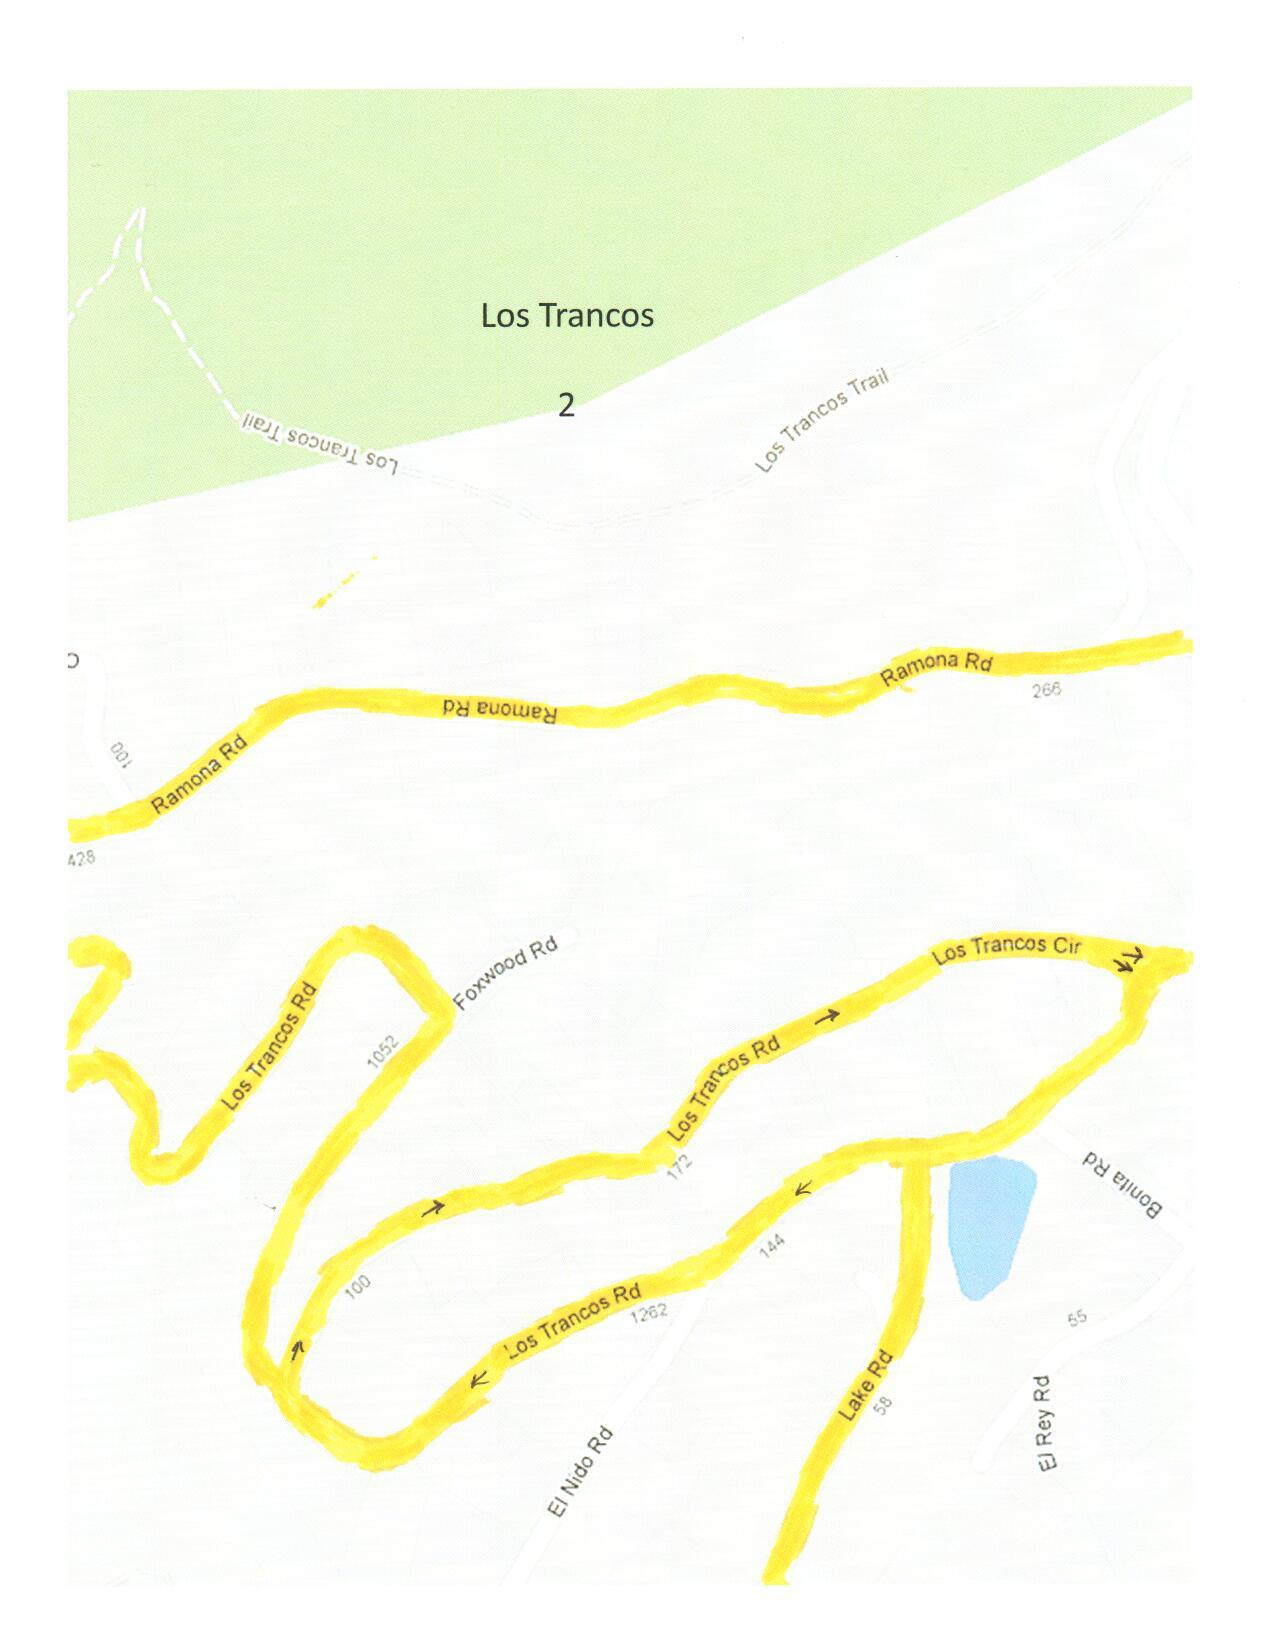 Los Trancos
2
Los Trancos Trail
Los Trancos Trail
O
100
Ramona Rd
266
Ramona Rd
Ramona Rd
428
Foxwood Rd
Los Trancos Cir
Los Trancos Rd
1052
Los Trancos Rd
172
Bonita Rd
144
100
Los Trancos Rd
1262
55
Lake Rd
58
El Rey Rd
El Nido Rd